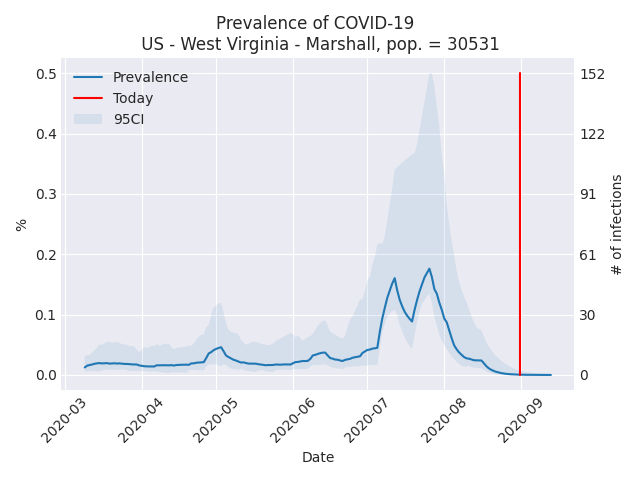 Prevalence of COVID-19
US - West Virginia - Marshall, pop. = 30531
Prevalence
Today
95CI
0.5
0.4
0.3
0.2
0.1
0.0
%
152
122
91
61
30
0
# of infections
2020-03
2020-04
2020-05
2020-06
2020-07
2020-08
2020-09
Date